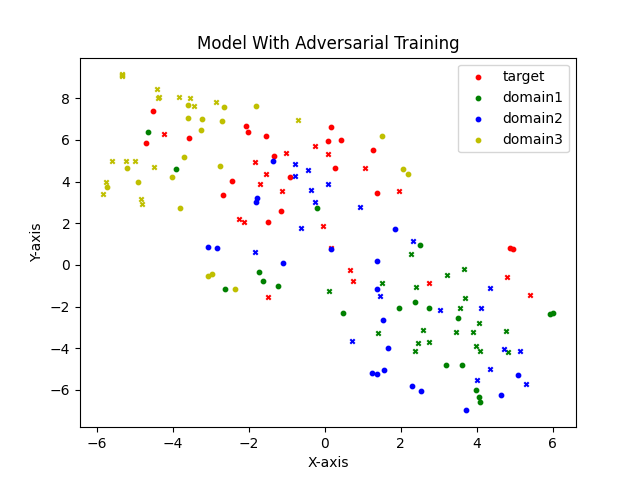 Model With Adversarial Training
target
domain1
domain2
domain3
Y-axis
8
6
4
2
0
−2
−4
−6
−6
−4
−2
0
2
4
6
X-axis